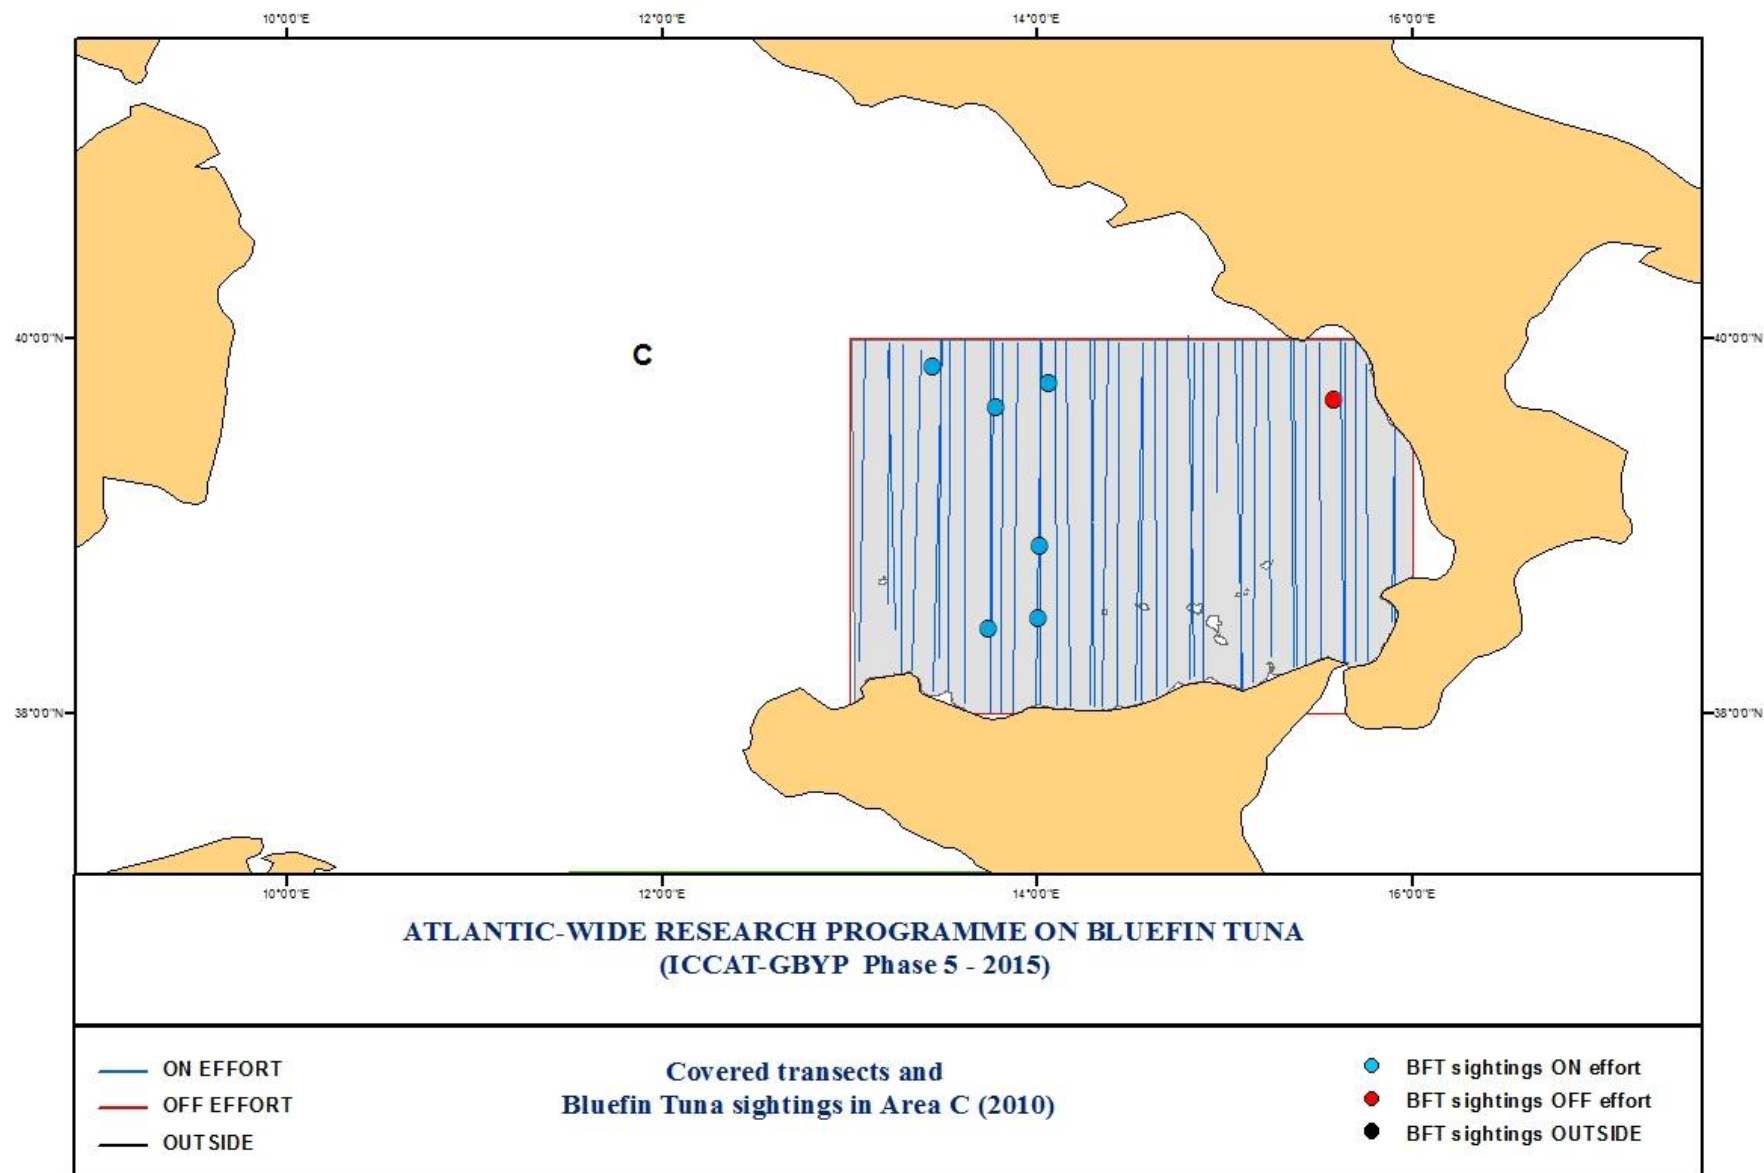 10°0'0"E 12°0'0"E 14°0'0"E 16°0'0"E
40°0'0"N 40°0'0"N
C
38°0'0"N 38°0'0"N
10°0'0"E 12°0'0"E 14°0'0"E 16°0'0"E
ATLANTIC-WIDE RESEARCH PROGRAMME ON BLUEFIN TUNA
(ICCAT-GBYP Phase 5 - 2015)
ON EFFORT
OFF EFFORT
OUTSIDE
Covered transects and
Bluefin Tuna sightings in Area C (2010)
BFT sightings ON effort
BFT sightings OFF effort
BFT sightings OUTSIDE